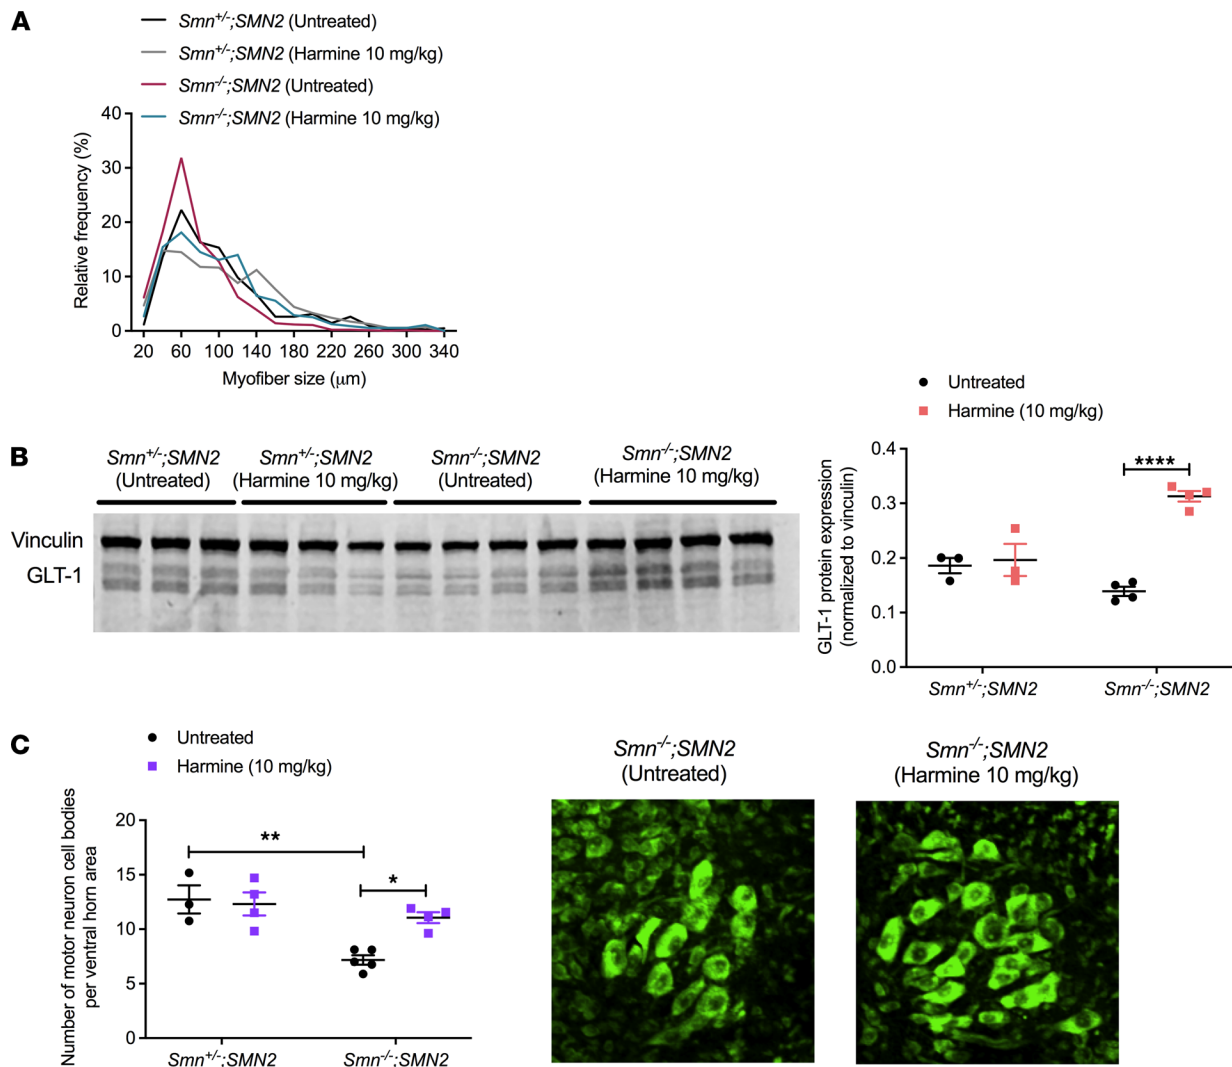 A
Smn+/-;SMN2 (Untreated)
Smn+/-;SMN2 (Harmine 10 mg/kg)
Smn-/-;SMN2 (Untreated)
Smn-/-;SMN2 (Harmine 10 mg/kg)
Relative frequency (%)
40
30
20
10
0
20 60 100 140 180 220 260 300 340
Myofiber size (μm)
B
Smn+/-;SMN2
(Untreated)
Smn+/-;SMN2
(Harmine 10 mg/kg)
Smn-/-;SMN2
(Untreated)
Smn-/-;SMN2
(Harmine 10 mg/kg)
Vinculin
GLT-1
Untreated
Harmine (10 mg/kg)
GLT-1 protein expression
(normalized to vinculin)
0.4
0.3
0.2
0.1
0.0
****
Smn+/-;SMN2
Smn-/-;SMN2
C
Untreated
Harmine (10 mg/kg)
Number of motor neuron cell bodies
per ventral horn area
20
15
10
5
0
**
*
Smn+/-;SMN2
Smn-/-;SMN2
Smn-/-;SMN2
(Untreated)
Smn-/-;SMN2
(Harmine 10 mg/kg)